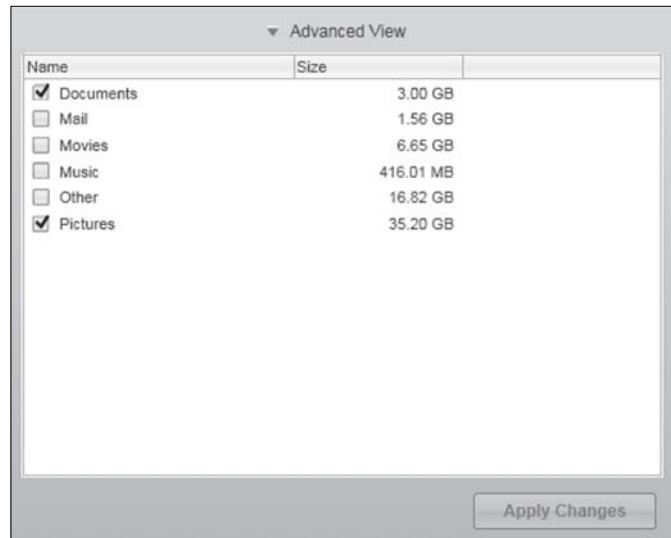 Advanced View
Name Size
Documents 3.00 GB
Mail 1.56 GB
Movies 6.65 GB
Music 416.01 MB
Other 16.82 GB
Pictures 35.20 GB
Apply Changes